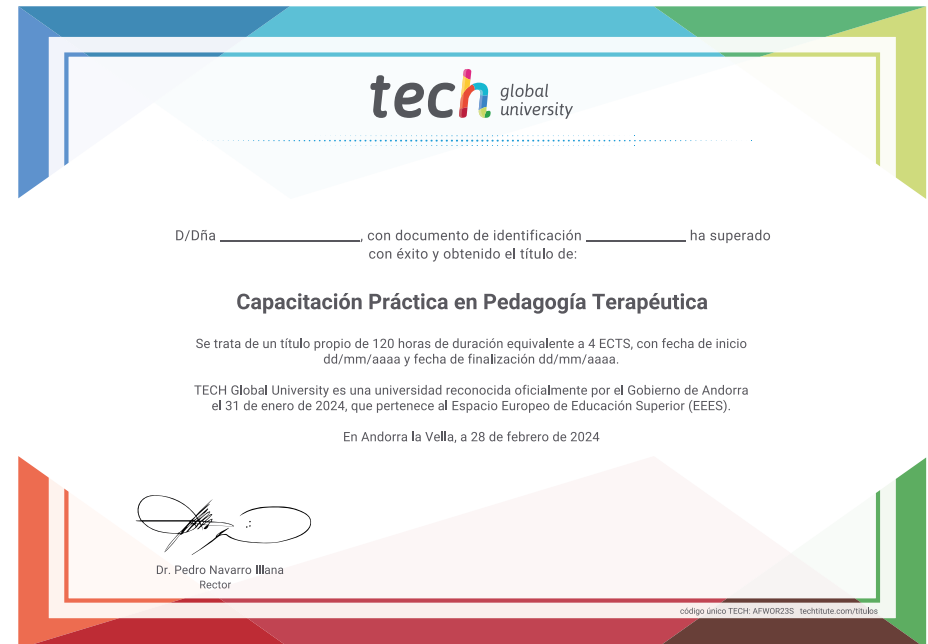 tech global university
D/Dña ________________, con documento de identificación ____________ ha superado
con éxito y obtenido el título de:
Capacitación Práctica en Pedagogía Terapéutica
Se trata de un título propio de 120 horas de duración equivalente a 4 ECTS, con fecha de inicio
dd/mm/aaaa y fecha de finalización dd/mm/aaaa.
TECH Global University es una universidad reconocida oficialmente por el Gobierno de Andorra
el 31 de enero de 2024, que pertenece al Espacio Europeo de Educación Superior (EEES).
En Andorra la Vella, a 28 de febrero de 2024
Dr. Pedro Navarro Illana
Rector
código único TECH: AFWOR23S techtitute.com/titulos